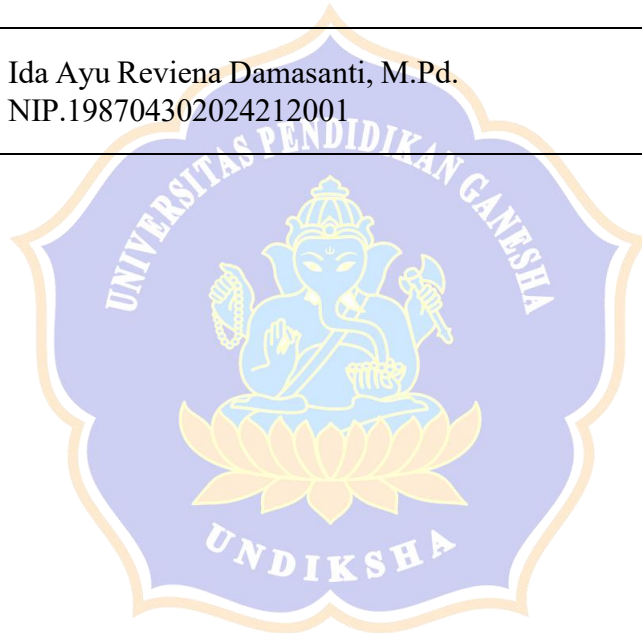 Ida Ayu Reviena Damasanti, M.Pd.
NIP.198704302024212001
UNIVERSITAS PENDIDIKAN GANESHA
UNDIKSHA